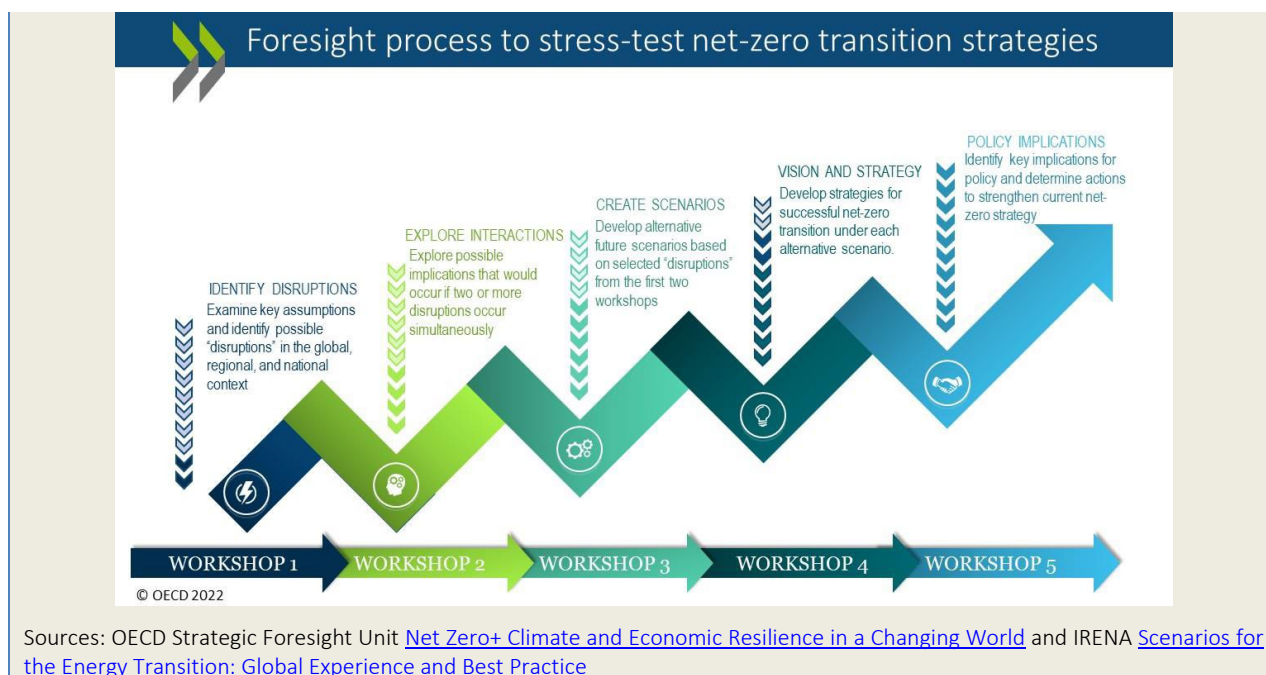 Foresight process to stress-test net-zero transition strategies
IDENTIFY DISRUPTIONS
Examine key assumptions
and identify possible
“disruptions” in the global,
regional, and national
context
EXPLORE INTERACTIONS
Explore possible
implications that would
occur if two or more
disruptions occur
simultaneously
CREATE SCENARIOS
Develop alternative
future scenarios based
on selected “disruptions”
from the first two
workshops
VISION AND STRATEGY
Develop strategies for
successful net-zero
transition under each
alternative scenario.
POLICY IMPLICATIONS
Identify key implications for
policy and determine actions
to strengthen current net-
zero strategy
WORKSHOP 1
WORKSHOP 2
WORKSHOP 3
WORKSHOP 4
WORKSHOP 5
© OECD 2022
Sources: OECD Strategic Foresight Unit Net Zero+ Climate and Economic Resilience in a Changing World and IRENA Scenarios for
the Energy Transition: Global Experience and Best Practice